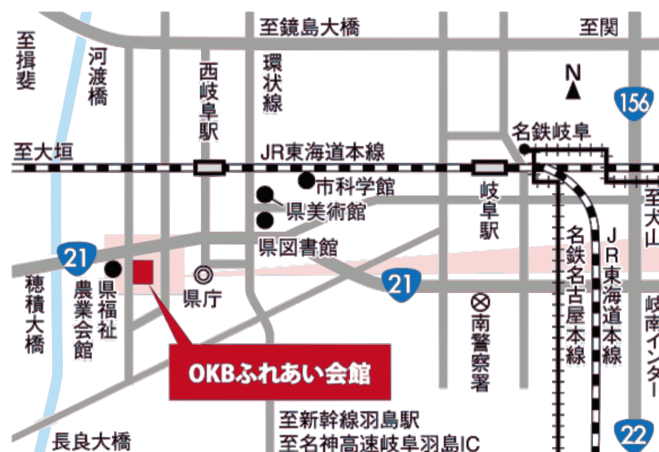 至鏡島大橋
至関
至揖斐
河渡橋
西岐阜駅
環状線
N
156
名鉄岐阜
至大垣
JR東海道本線
市科学館
県美術館
岐阜駅
至犬山
県図書館
21
21
穂積大橋
農業会館
県福祉
県庁
名鉄名古屋本線
JR東海道本線
岐南インター
南警察署
OKBふれあい会館
長良大橋
至新幹線羽島駅
至名神高速岐阜羽島IC
22